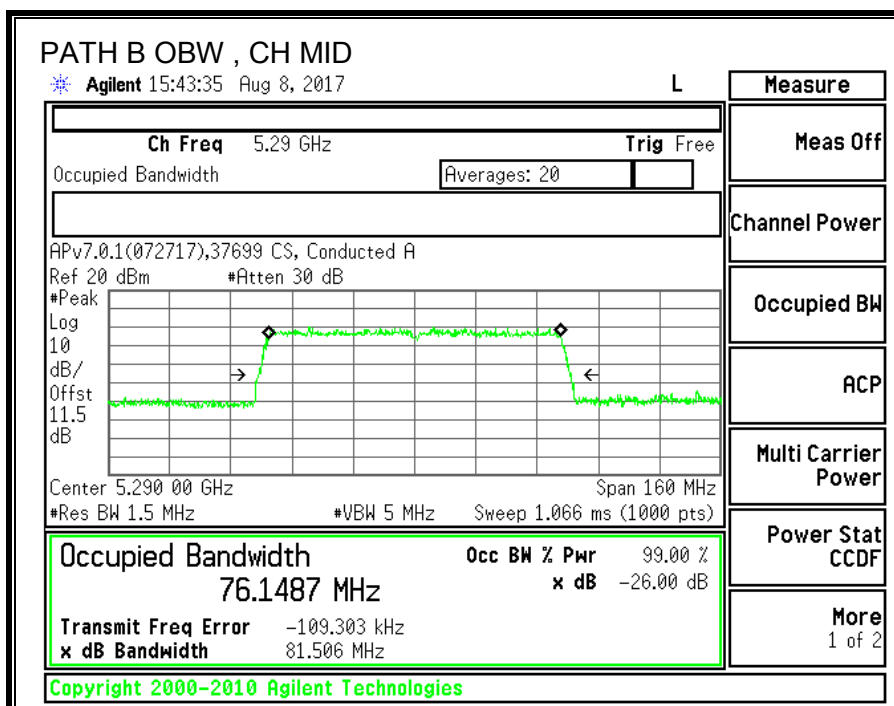 PATH B OBW , CH MID
Agilent 15:43:35 Aug 8, 2017 L
Measure
Ch Freq 5.29 GHz Trig Free
Meas Off
Occupied Bandwidth Averages: 20
Channel Power
APv7.0.1(072717),37699 CS, Conducted A
Ref 20 dBm #Atten 30 dB
#Peak
Log
10
dB/
Offst
11.5
dB
Occupied BW
ACP
Multi Carrier
Power
Center 5.290 00 GHz Span 160 MHz
#Res BW 1.5 MHz #VBW 5 MHz Sweep 1.066 ms (1000 pts)
Power Stat
CCDF
Occupied Bandwidth Occ BW % Pwr 99.00 %
76.1487 MHz x dB -26.00 dB
Transmit Freq Error -109.303 kHz
x dB Bandwidth 81.506 MHz
More
1 of 2
Copyright 2000-2010 Agilent Technologies